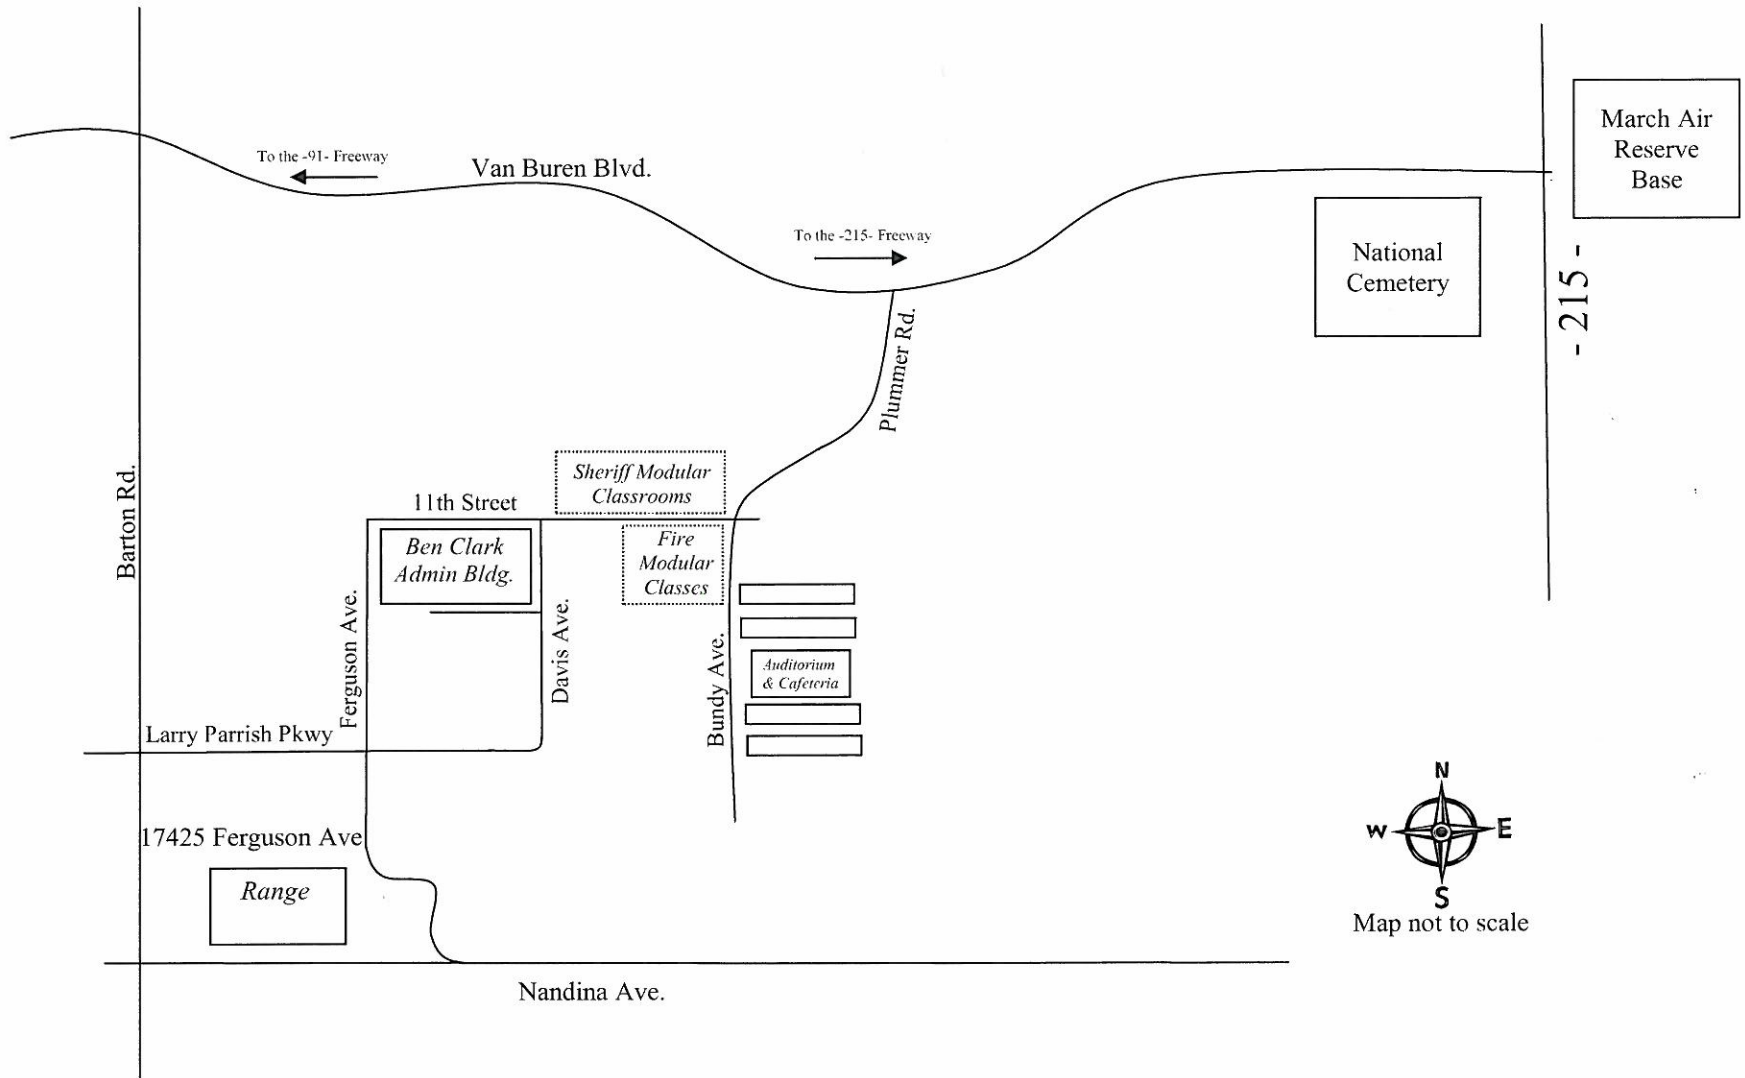 March Air
Reserve
Base
To the -91- Freeway
Van Buren Blvd.
To the -215- Freeway
National
Cemetery
- 215 -
Plummer Rd.
Barton Rd.
Sheriff Modular
Classrooms
11th Street
Ben Clark
Admin Bldg.
Fire
Modular
Classes
Ferguson Ave.
Davis Ave.
Bundy Ave.
Auditorium
& Cafeteria
Larry Parrish Pkwy
17425 Ferguson Ave
Range
N
W
E
S
Map not to scale
Nandina Ave.